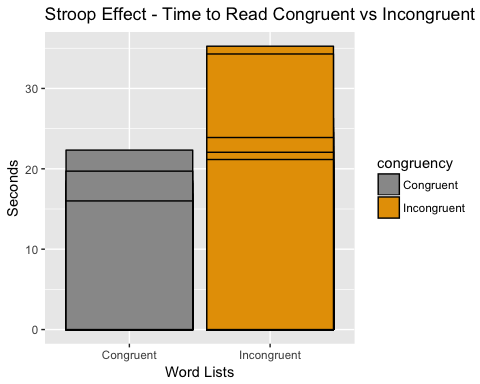 Stroop Effect - Time to Read Congruent vs Incongruent
30
20
10
0
Seconds
Congruent
Incongruent
Word Lists
congruency
Congruent
Incongruent